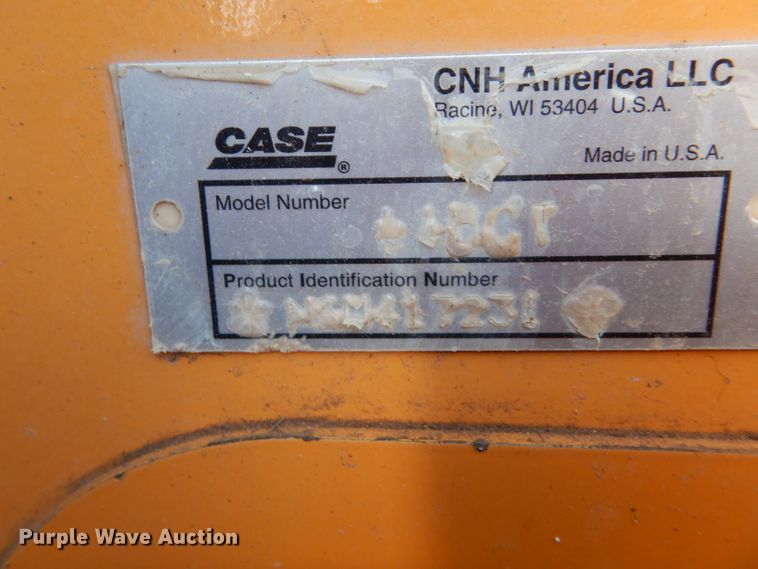 CNH America LLC
Racine, WI 53404 U.S.A.
CASE®
Made in U.S.A.
Model Number
Product Identification Number
Purple Wave Auction